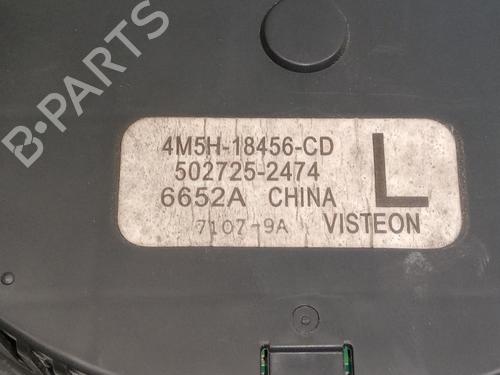 B-PARTS
4M5H-18456-CD
502725-2474
6652A CHINA
L
7107-9A VISTEON